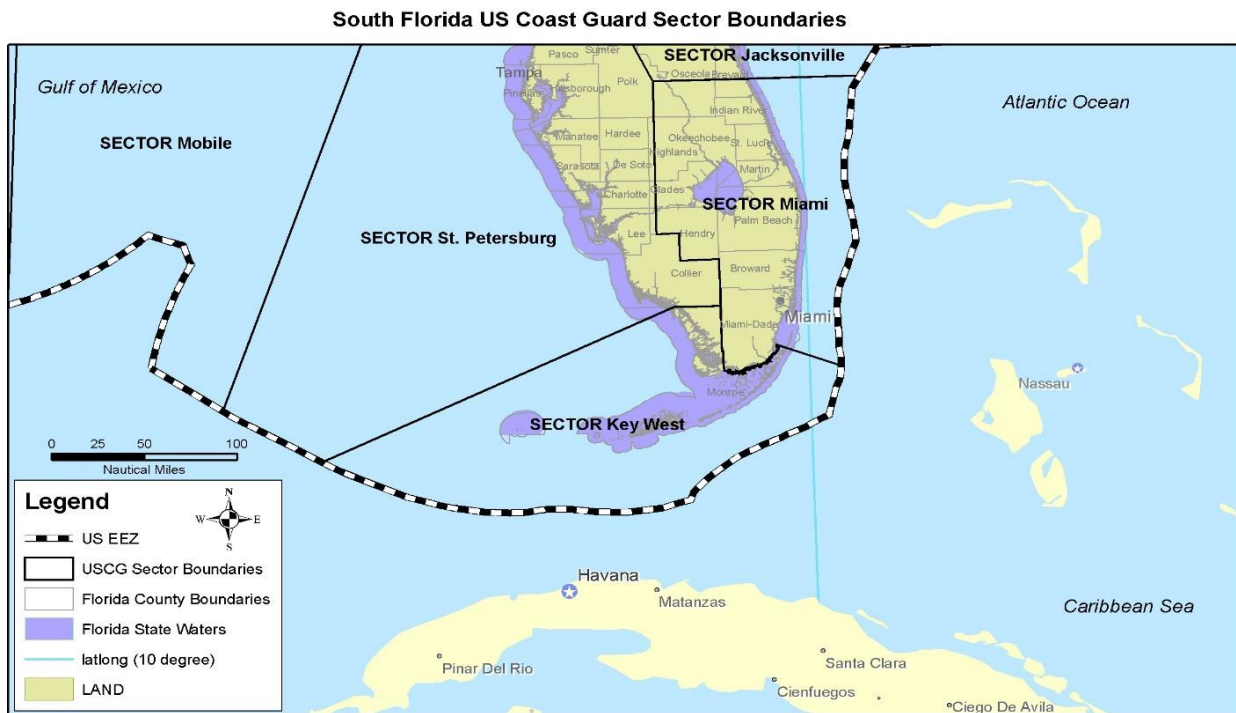 South Florida US Coast Guard Sector Boundaries
SECTOR Jacksonville
Gulf of Mexico
Atlantic Ocean
SECTOR Mobile
SECTOR St. Petersburg
SECTOR Miami
SECTOR Key West
Pasco
Sumter
Tampa
Polk
Osceola
Brevard
Pinellas
Hillsborough
Indian River
Manatee
Hardee
Okeechobee
St. Lucie
Highlands
Sarasota
De Soto
Martin
Charlotte
Glades
Palm Beach
Lee
Hendry
Collier
Broward
Miami-Dade
Miami
Monroe
Nassau
0 25 50 100
Nautical Miles
Legend
N
W E
S
US EEZ
USCG Sector Boundaries
Florida County Boundaries
Florida State Waters
latlong (10 degree)
LAND
Havana
Matanzas
Caribbean Sea
Pinar Del Rio
Santa Clara
Cienfuegos
Ciego De Avila